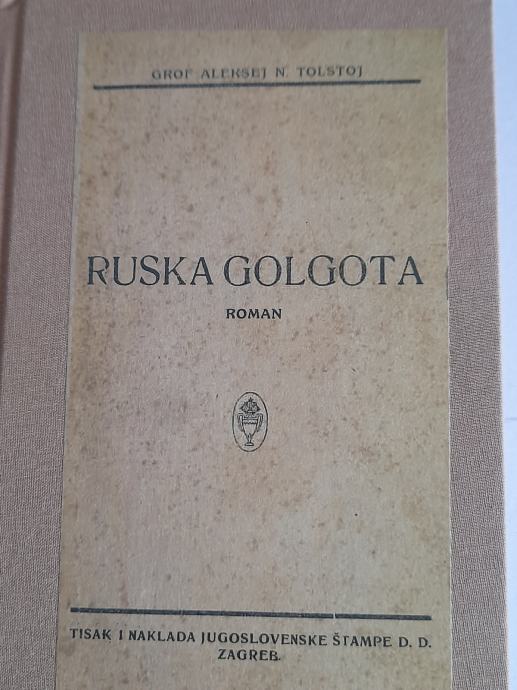 GROF ALEKSEJ N. TOLSTOJ
RUSKA GOLGOTA
ROMAN
TISAK I NAKLADA JUGOSLOVENSKE ŠTAMPE D. D.
ZAGREB.